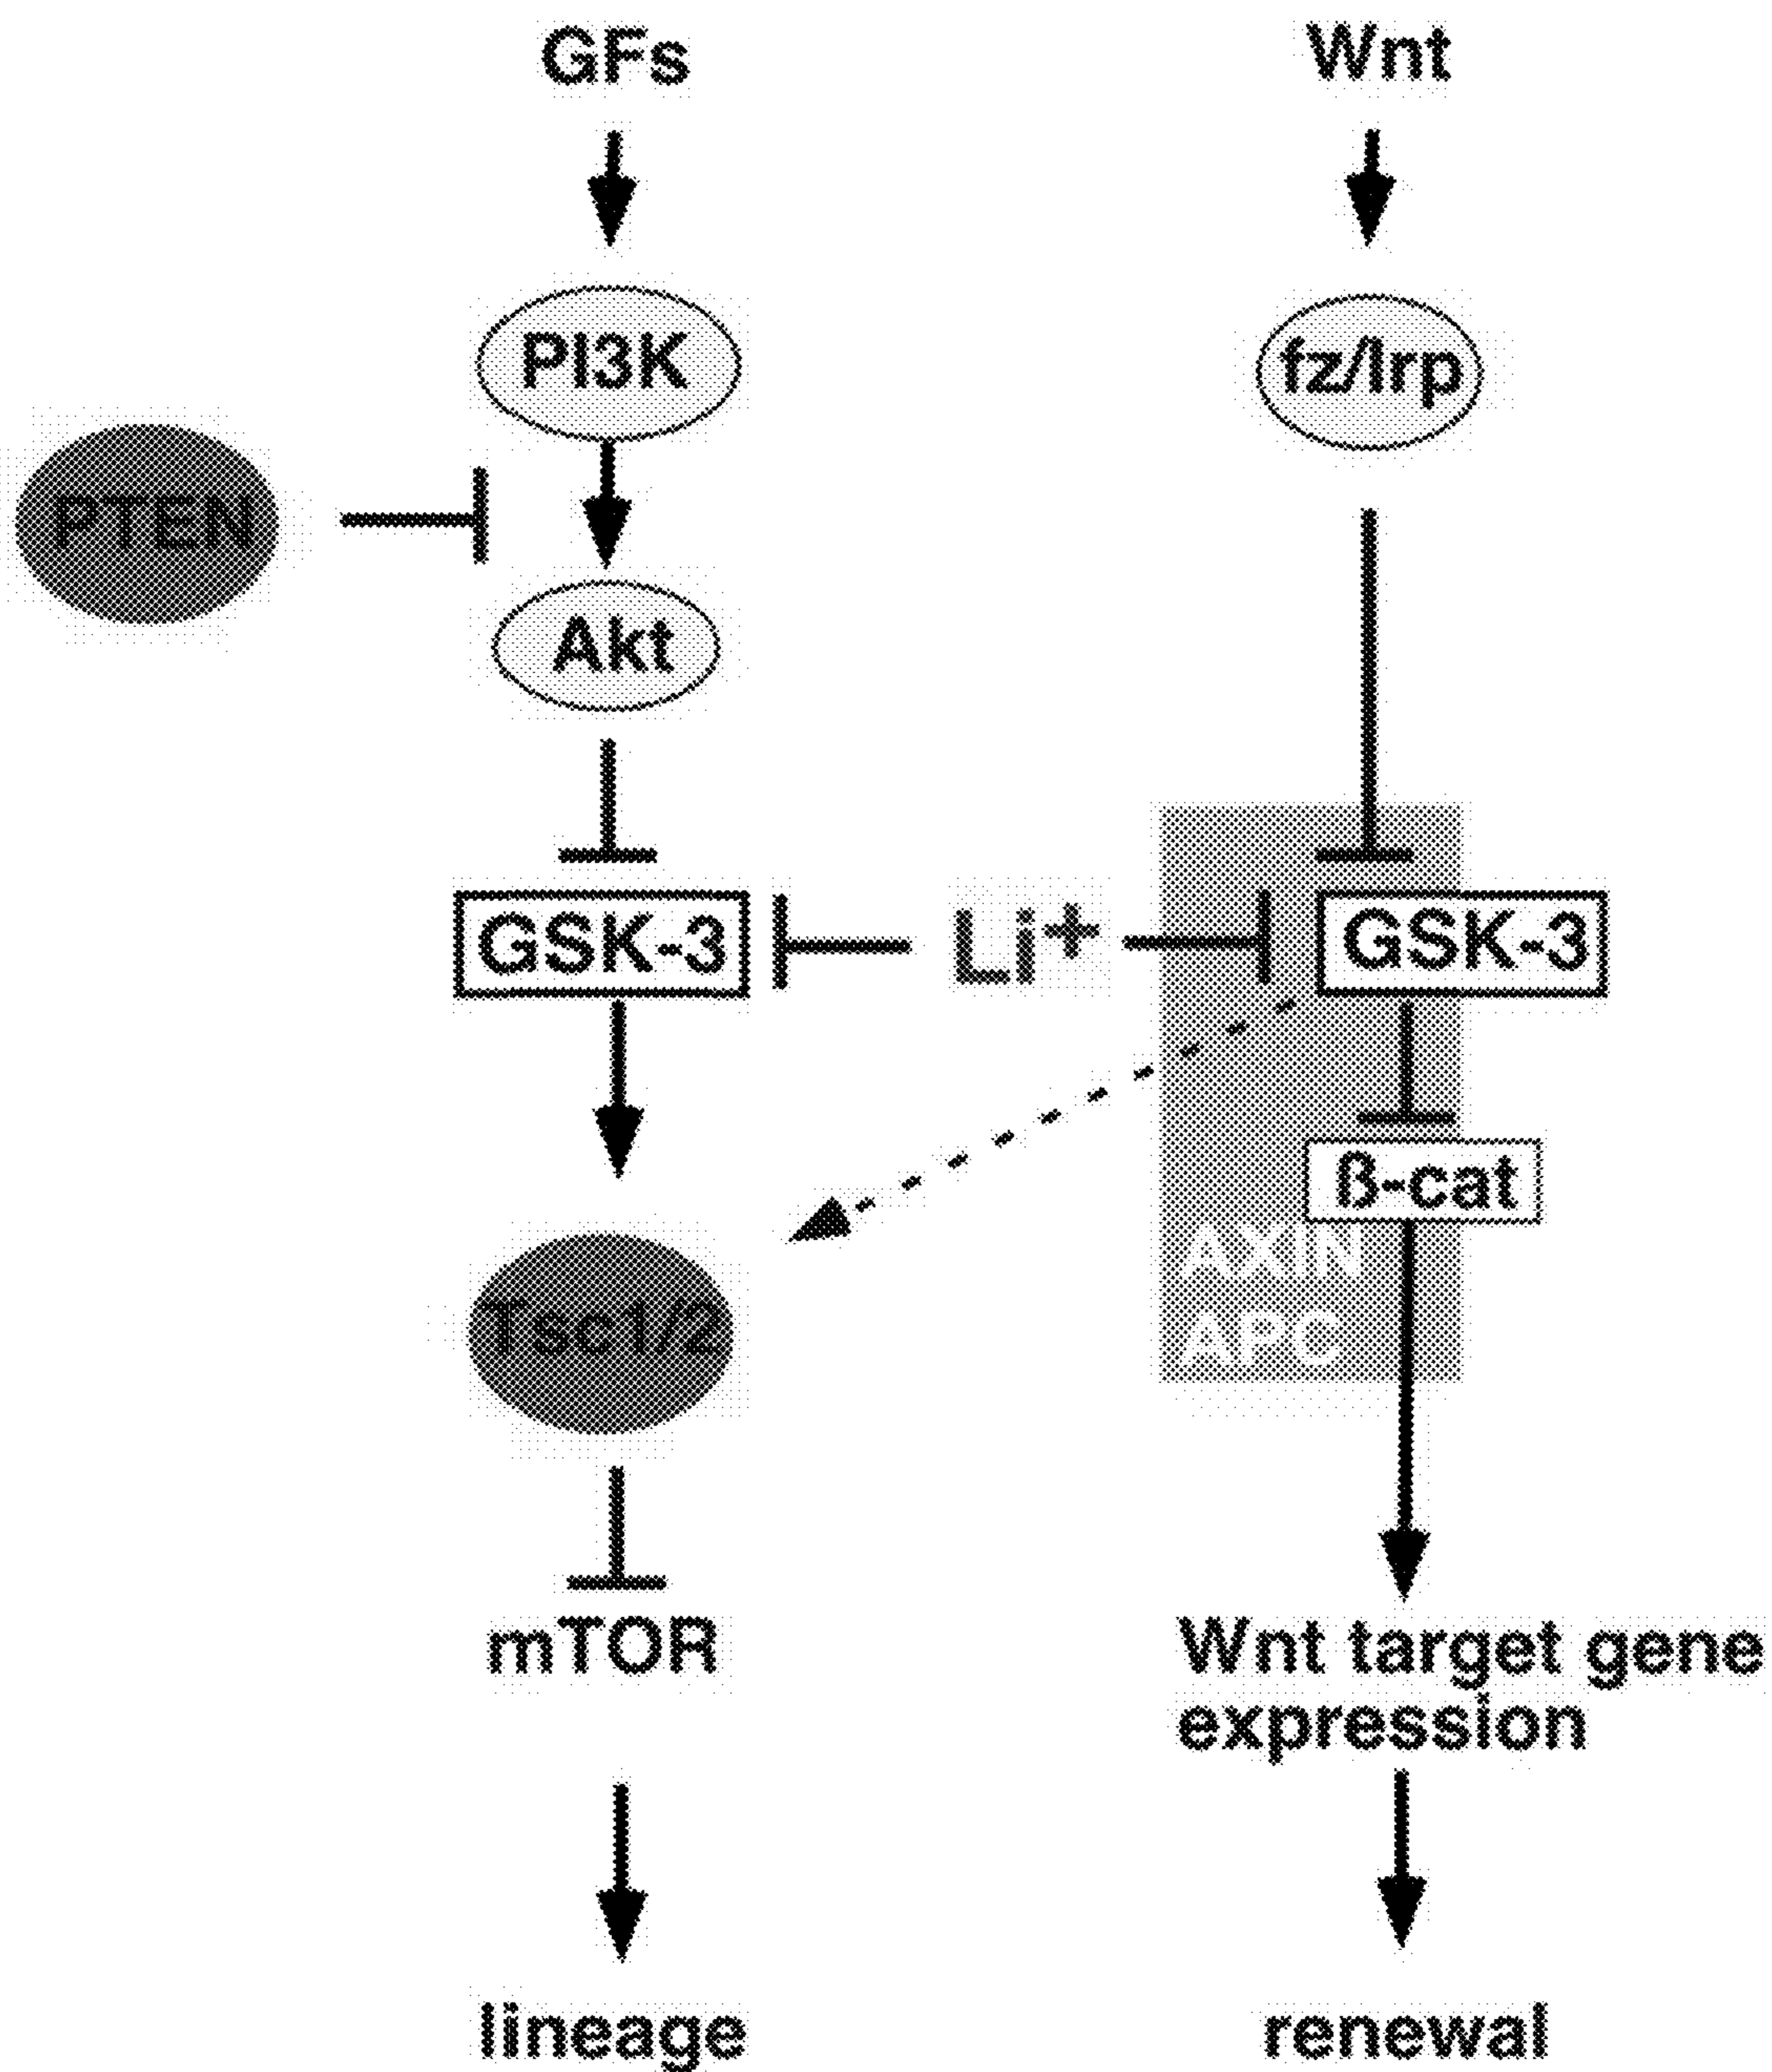 GFs
Wnt
PI3K
fz/lrp
PTEN
Akt
GSK-3
Li+
GSK-3
ß-cat
AXIN
Tsc1/2
APC
mTOR
Wnt target gene
expression
lineage
renewal